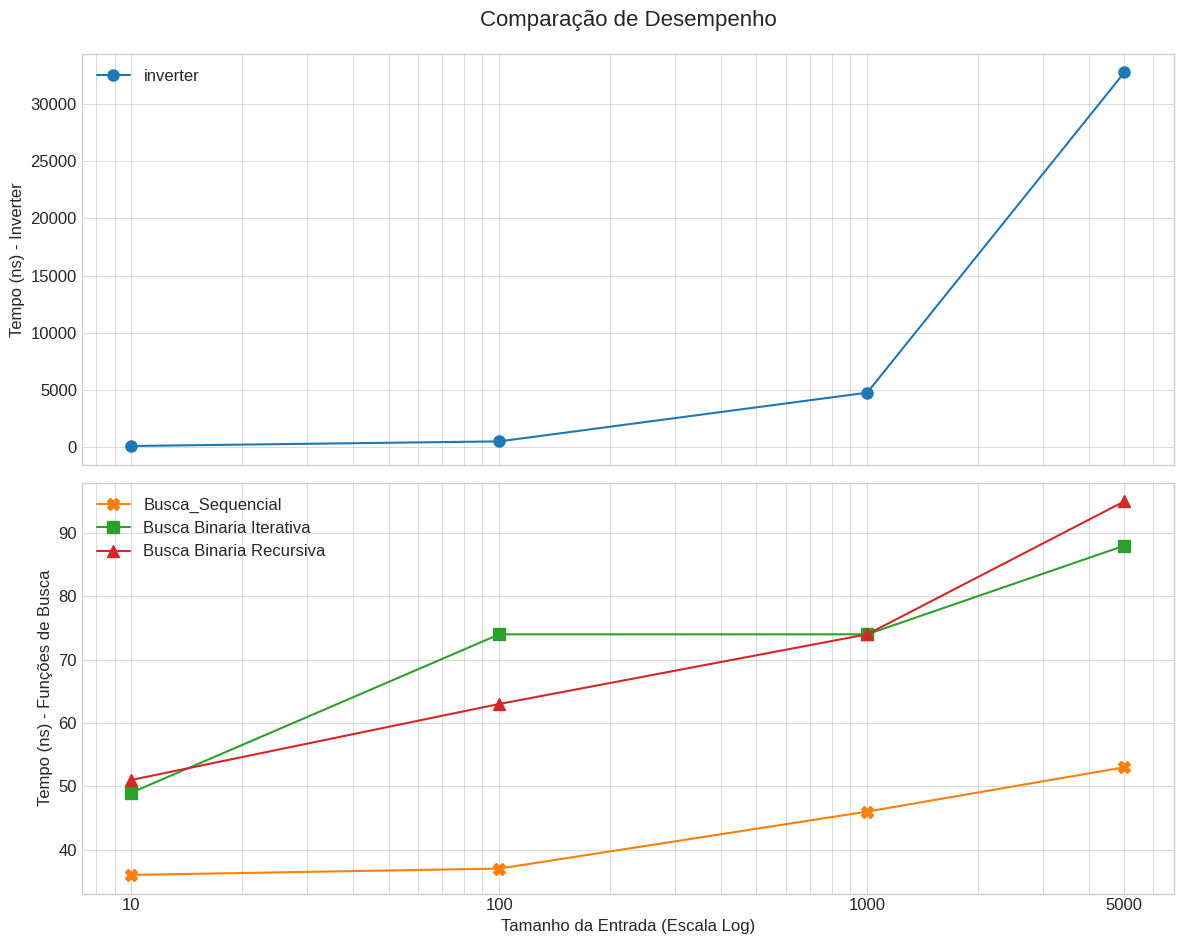 Comparação de Desempenho
inverter
30000
25000
20000
15000
10000
5000
0
Tempo (ns) - Inverter
Busca_Sequencial
Busca Binaria Iterativa
Busca Binaria Recursiva
90
80
70
60
50
40
Tempo (ns) - Funções de Busca
10 100 1000 5000
Tamanho da Entrada (Escala Log)